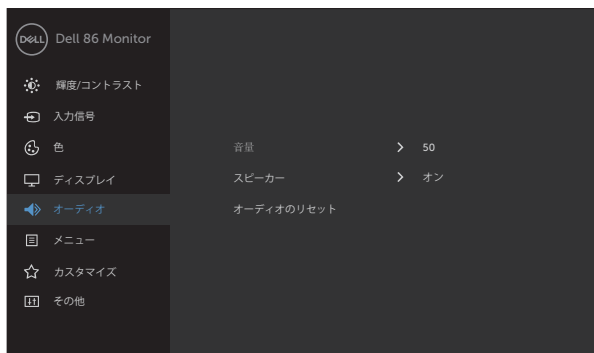 DELL Dell 86 Monitor
輝度/コントラスト
入力信号
色
音量 50
ディスプレイ
スピーカー オン
オーディオ
オーディオのリセット
メニュー
カスタマイズ
その他